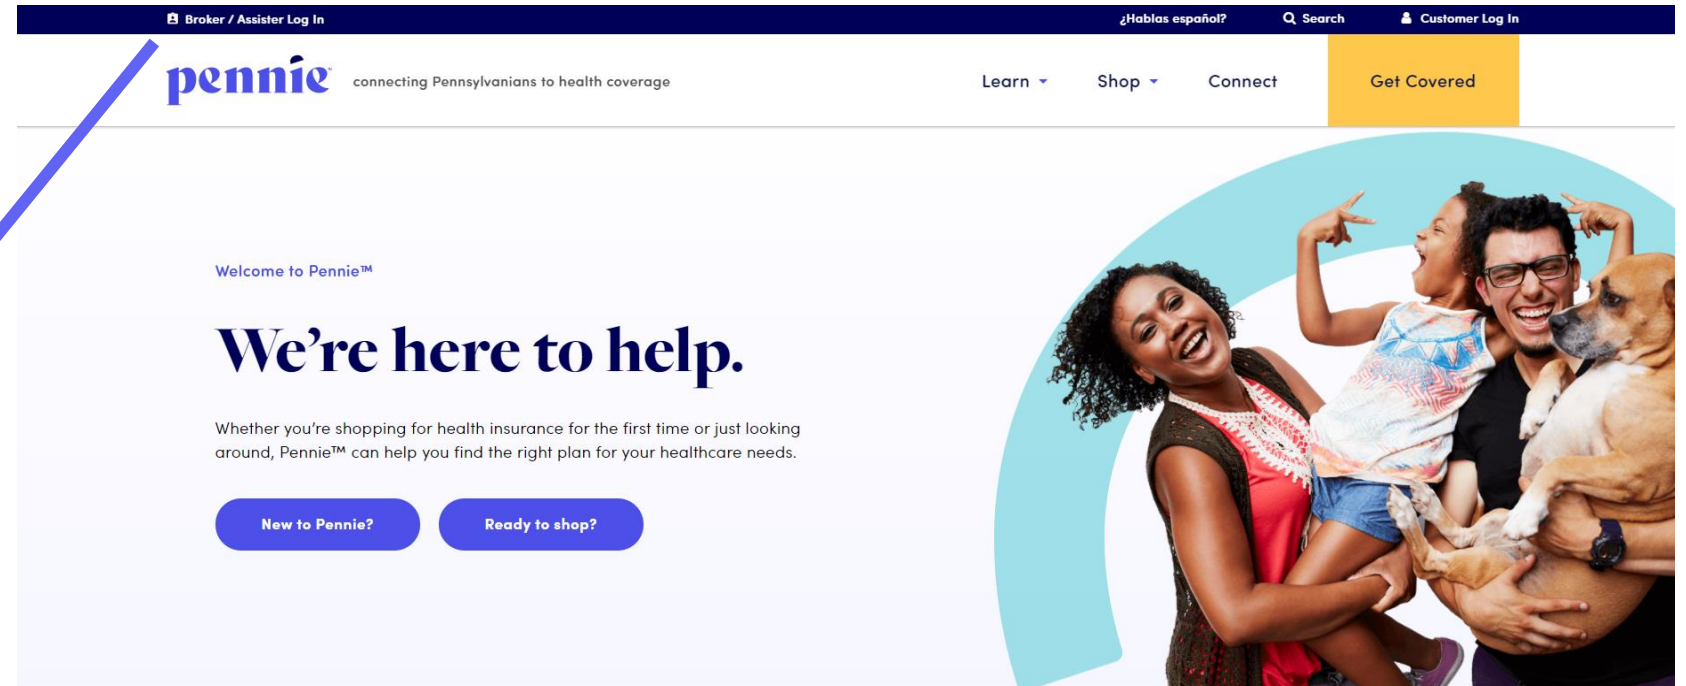 Broker / Assister Log In
¿Hablas español?
Search
Customer Log In
pennie™
connecting Pennsylvanians to health coverage
Learn
Shop
Connect
Get Covered
Welcome to Pennie™
We're here to help.
Whether you're shopping for health insurance for the first time or just looking
around, Pennie™ can help you find the right plan for your healthcare needs.
New to Pennie?
Ready to shop?